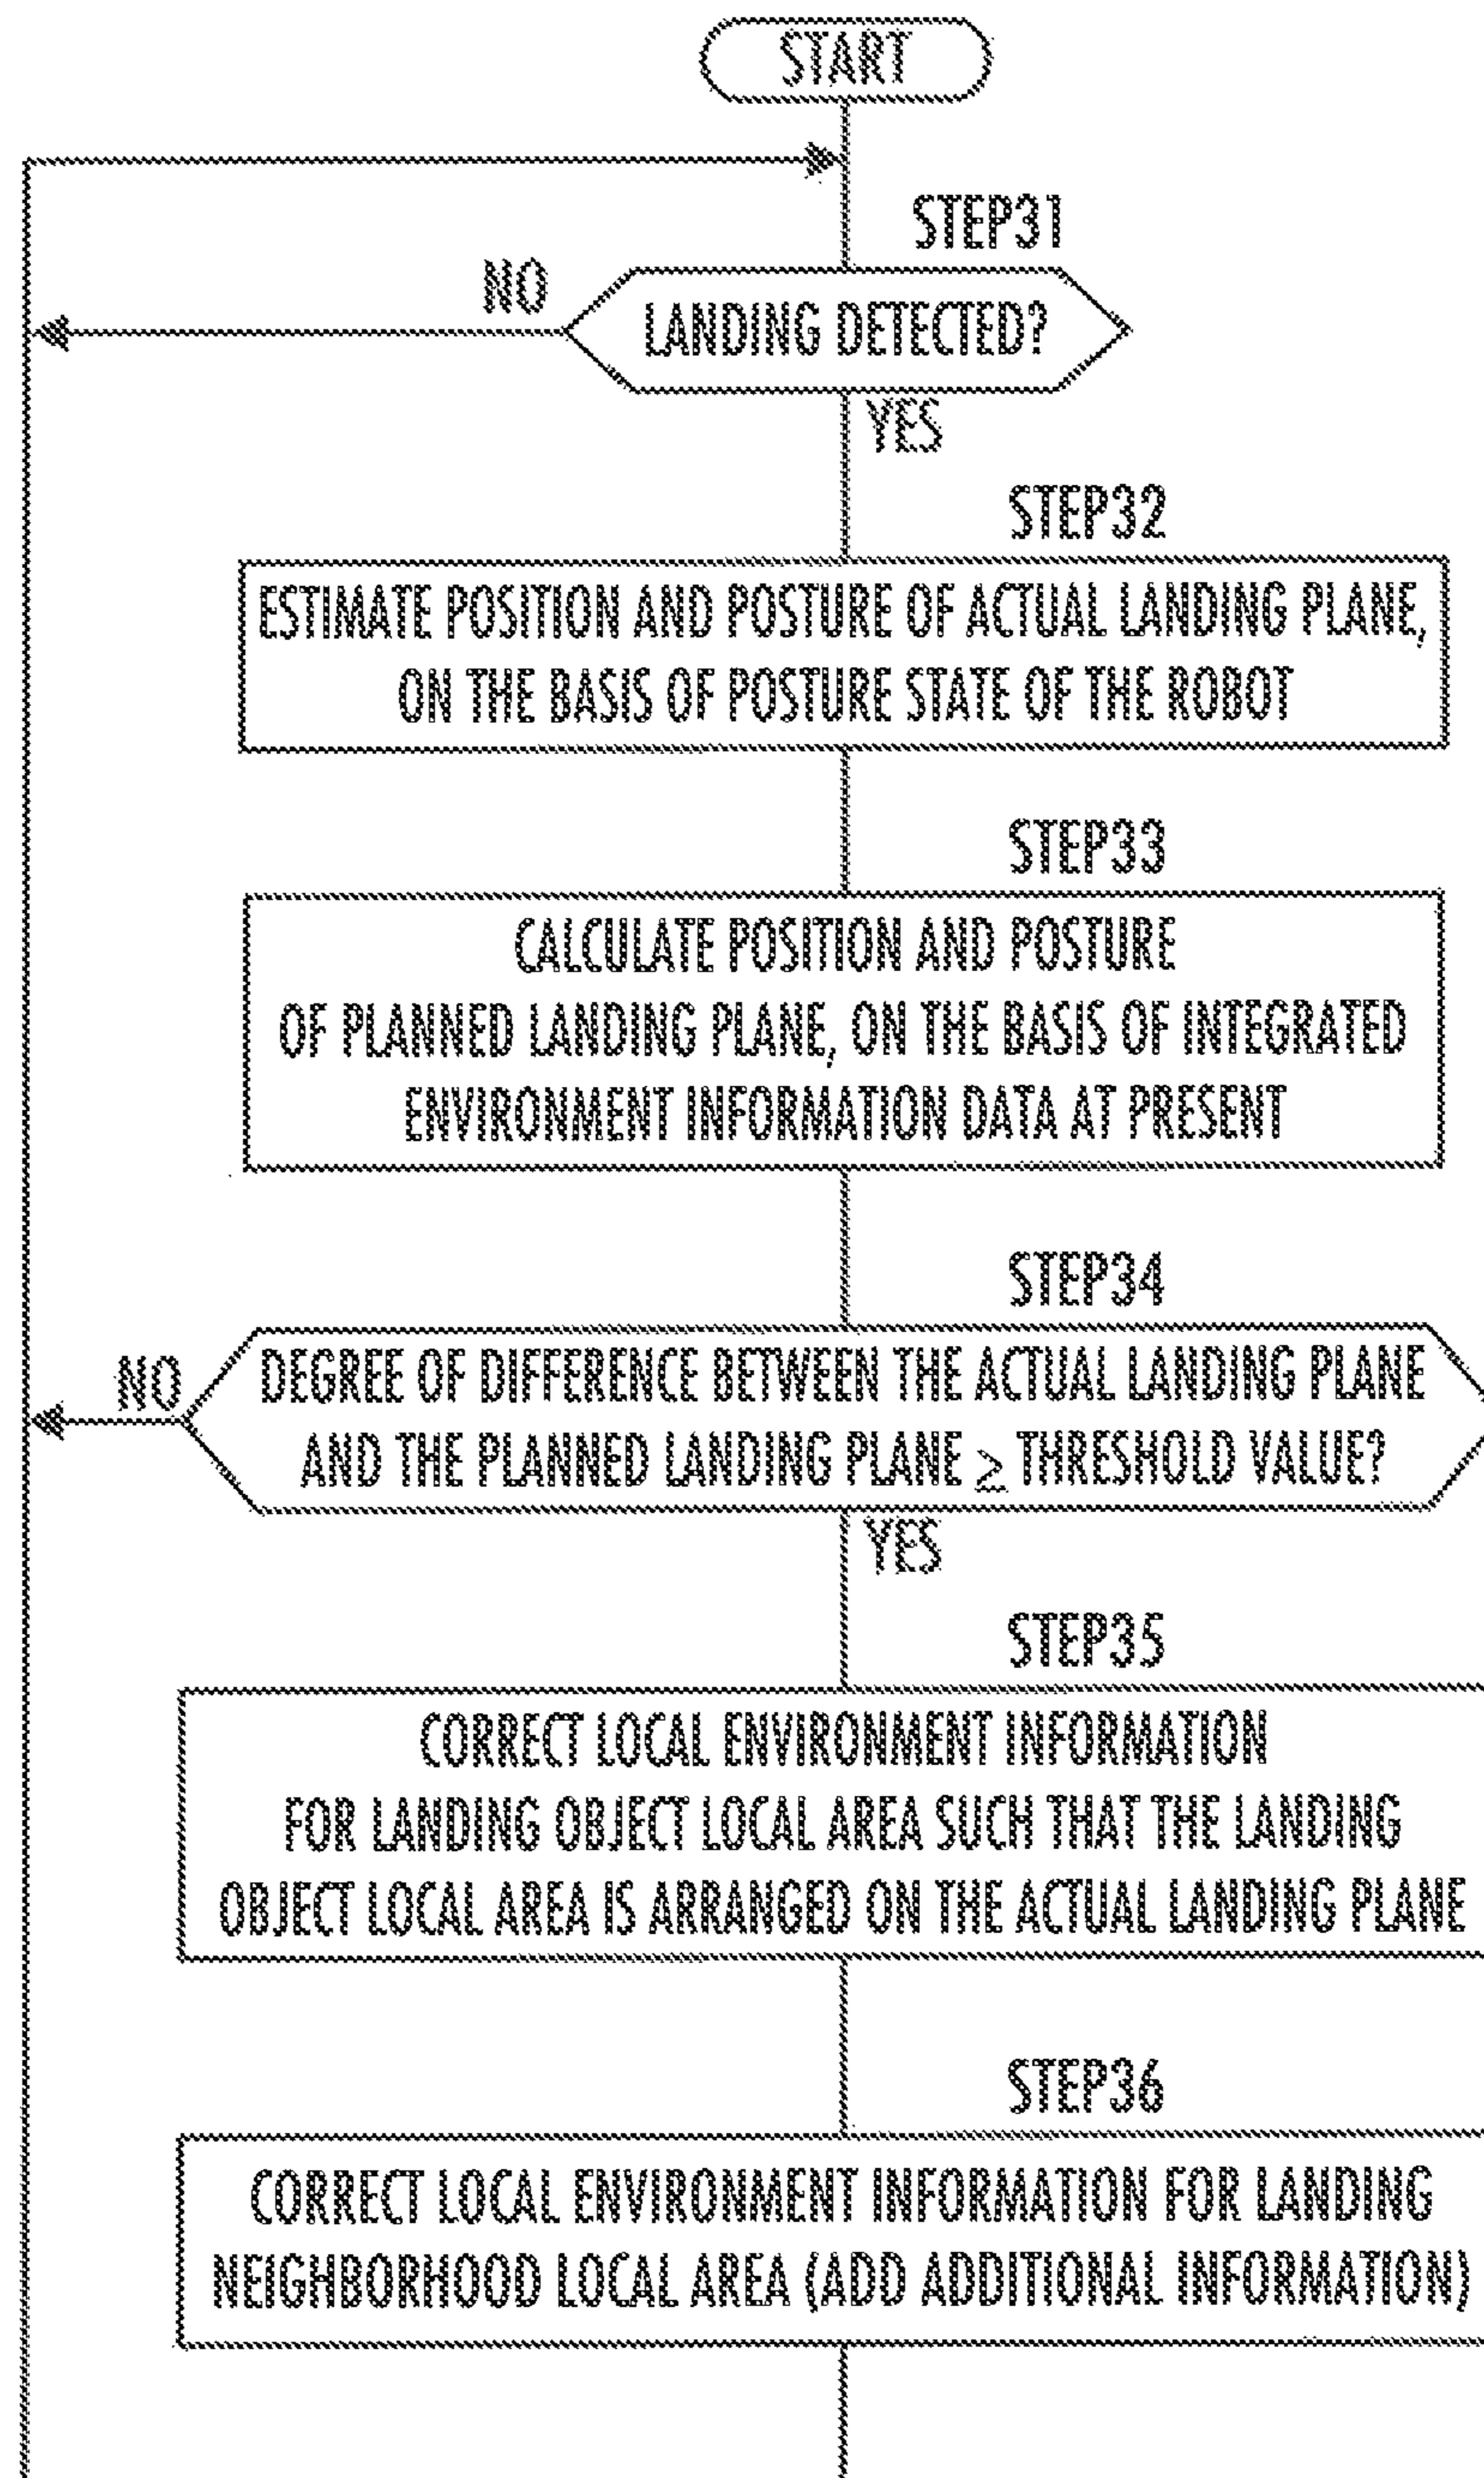 START
STEP31
NO
LANDING DETECTED?
YES
STEP32
ESTIMATE POSITION AND POSTURE OF ACTUAL LANDING PLANE,
ON THE BASIS OF POSTURE STATE OF THE ROBOT
STEP33
CALCULATE POSITION AND POSTURE
OF PLANNED LANDING PLANE, ON THE BASIS OF INTEGRATED
ENVIRONMENT INFORMATION DATA AT PRESENT
STEP34
NO
DEGREE OF DIFFERENCE BETWEEN THE ACTUAL LANDING PLANE
AND THE PLANNED LANDING PLANE ≥ THRESHOLD VALUE?
YES
STEP35
CORRECT LOCAL ENVIRONMENT INFORMATION
FOR LANDING OBJECT LOCAL AREA SUCH THAT THE LANDING
OBJECT LOCAL AREA IS ARRANGED ON THE ACTUAL LANDING PLANE
STEP36
CORRECT LOCAL ENVIRONMENT INFORMATION FOR LANDING
NEIGHBORHOOD LOCAL AREA (ADD ADDITIONAL INFORMATION)